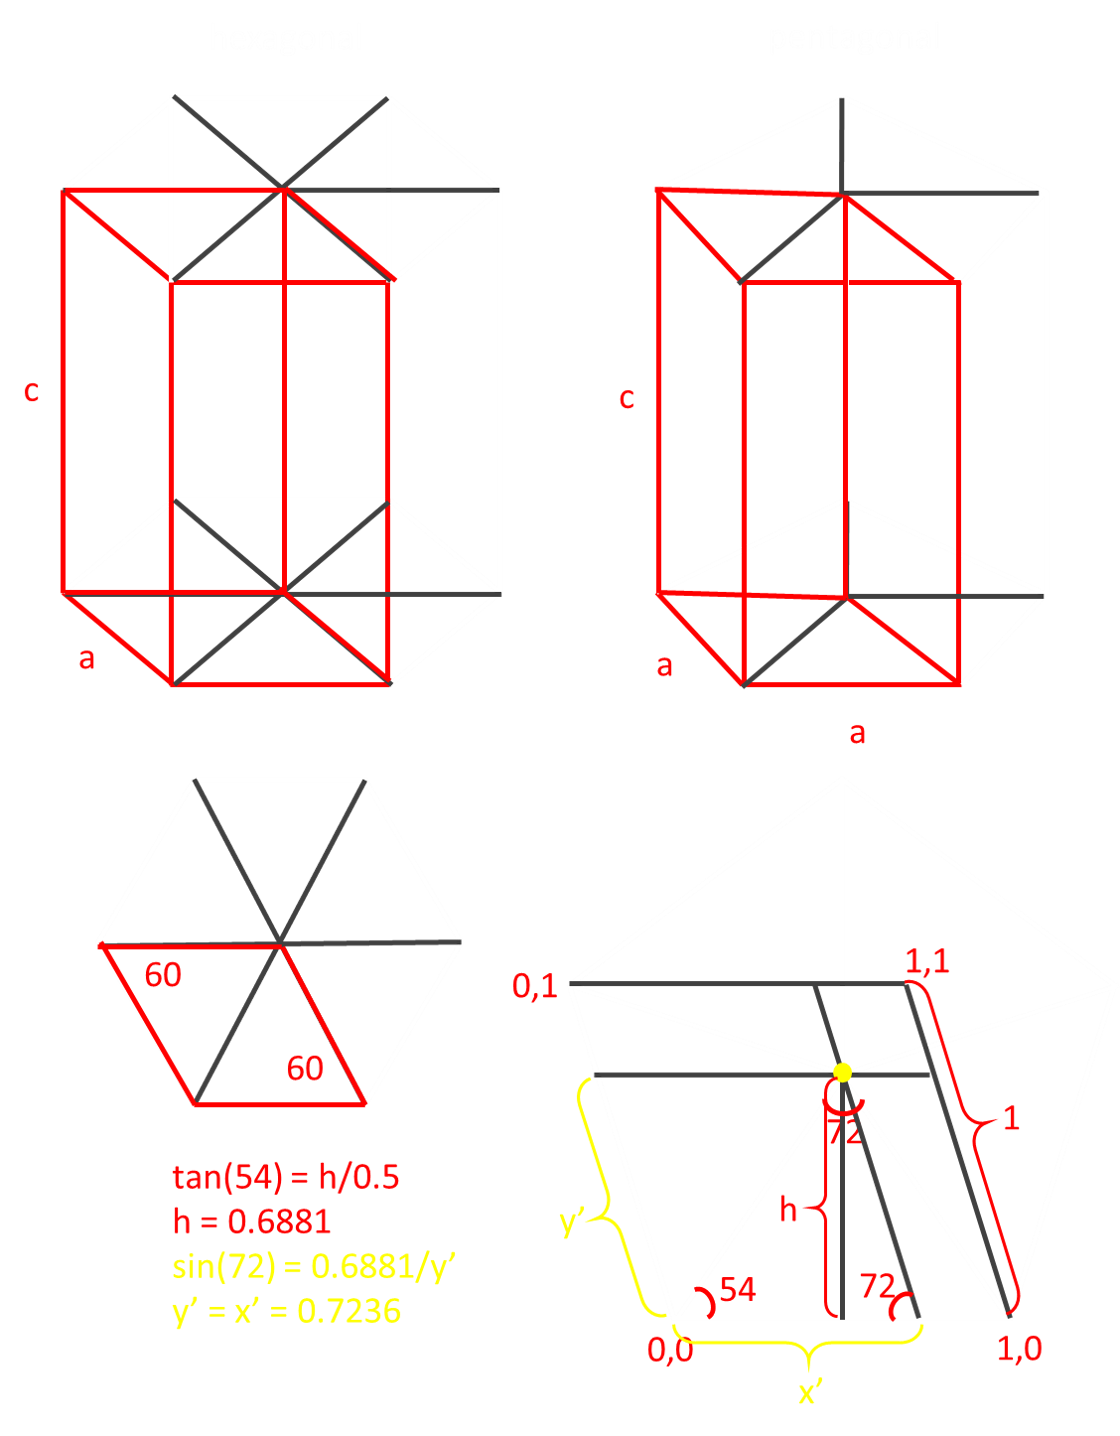 c
c
a
a
a
60
60
0,1
1,1
1
72
h
y’
54
72
0,0
1,0
x’
tan(54) = h/0.5
h = 0.6881
sin(72) = 0.6881/y’
y’ = x’ = 0.7236